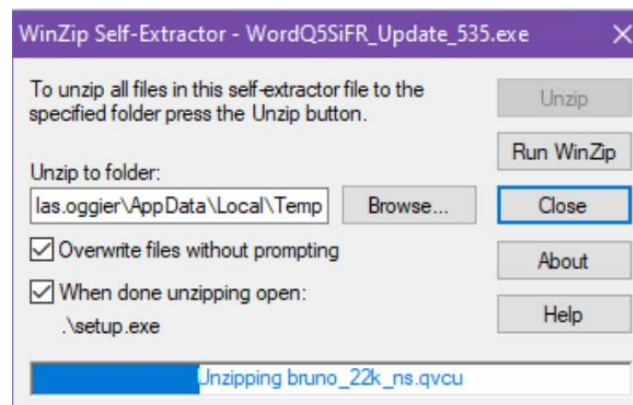 WinZip Self-Extractor - WordQ5SiFR_Update_535.exe
To unzip all files in this self-extractor file to the
specified folder press the Unzip button.
Unzip to folder:
las.oggier\AppData\Local\Temp
Browse...
Overwrite files without prompting
When done unzipping open:
.\setup.exe
Unzip
Run WinZip
Close
About
Help
Unzipping bruno_22k_ns.qvcu